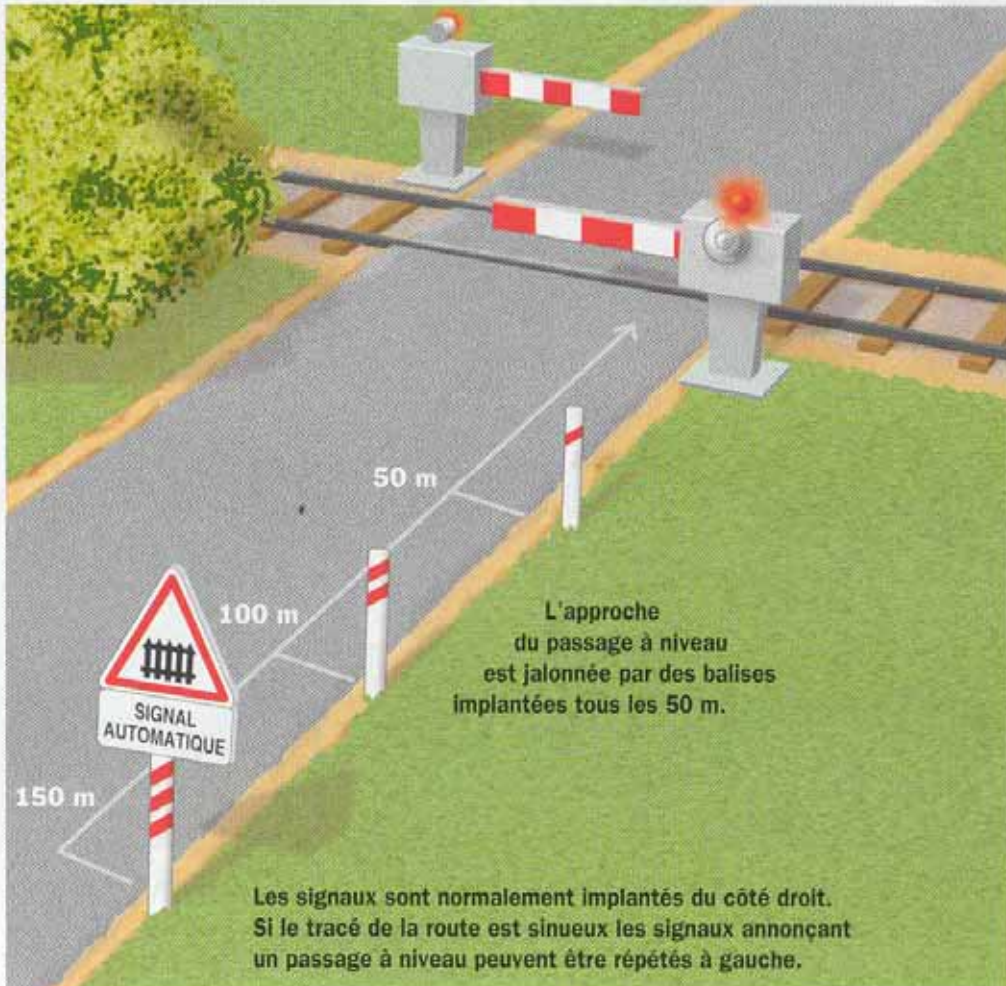 50 m
100 m
L'approche
du passage à niveau
est jalonnée par des balises
implantées tous les 50 m.
SIGNAL
AUTOMATIQUE
150 m
Les signaux sont normalement implantés du côté droit.
Si le tracé de la route est sinueux les signaux annonçant
un passage à niveau peuvent être répétés à gauche.